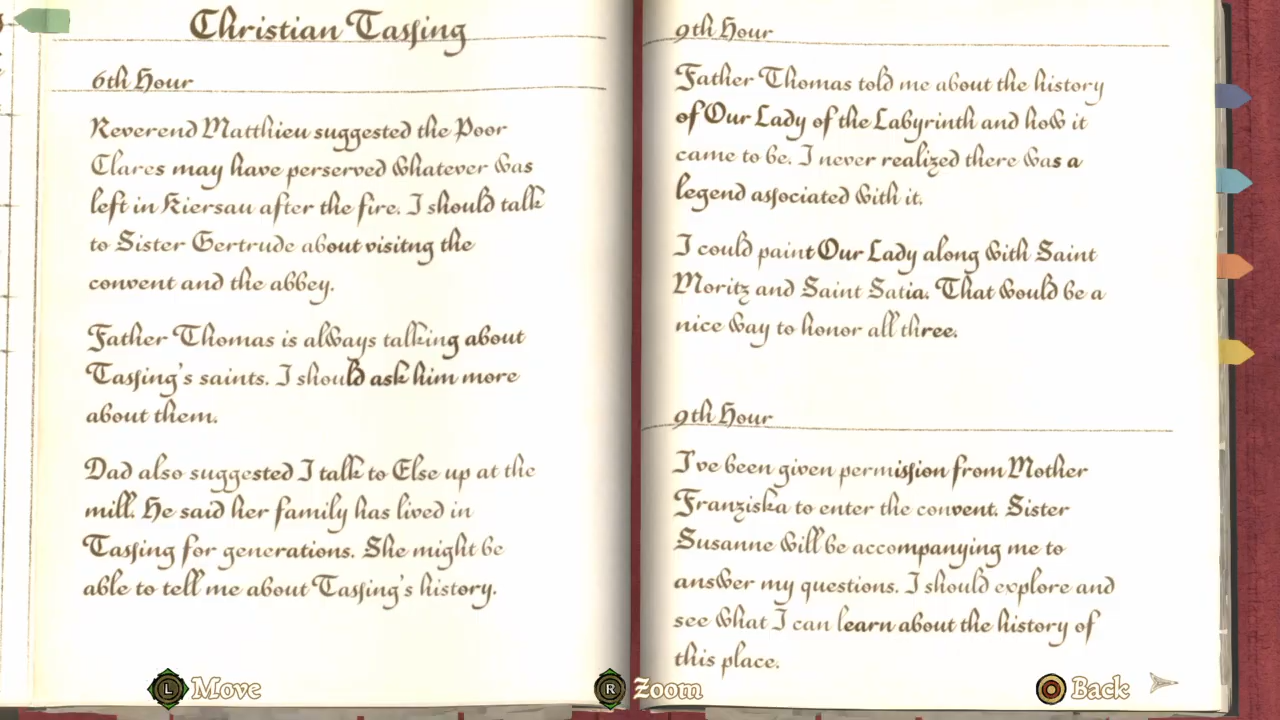 Christian Tassing
6th Hour
Reverend Matthieu suggested the Poor
Clares may have perserved whatever was
left in Kiersau after the fire. I should talk
to Sister Gertrude about visitng the
convent and the abbey.
Father Thomas is always talking about
Tassing's saints. I should ask him more
about them.
Dad also suggested I talk to Else up at the
mill. He said her family has lived in
Tassing for generations. She might be
able to tell me about Tassing's history.
9th Hour
Father Thomas told me about the history
of Our Lady of the Labyrinth and how it
came to be. I never realized there was a
legend associated with it.
I could paint Our Lady along with Saint
Moritz and Saint Satia. That would be a
nice way to honor all three.
9th Hour
I've been given permission from Mother
Franziska to enter the convent. Sister
Susanne will be accompanying me to
answer my questions. I should explore and
see what I can learn about the history of
this place.
L Move
R Zoom
Back